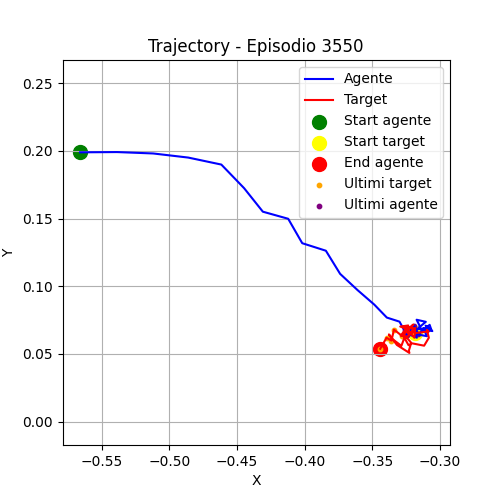 Trajectory - Episodio 3550
Agente
Target
Start agente
Start target
End agente
Ultimi target
Ultimi agente
0.25
0.20
0.15
0.10
0.05
0.00
Y
−0.55
−0.50
−0.45
−0.40
−0.35
−0.30
X